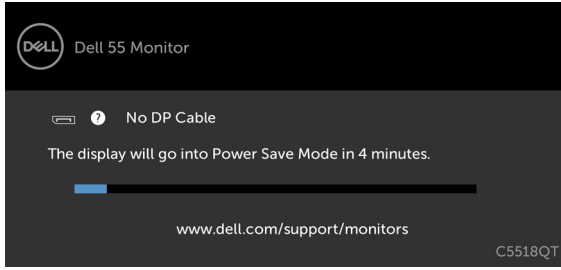 DELL
Dell 55 Monitor
? No DP Cable
The display will go into Power Save Mode in 4 minutes.
www.dell.com/support/monitors
C5518QT